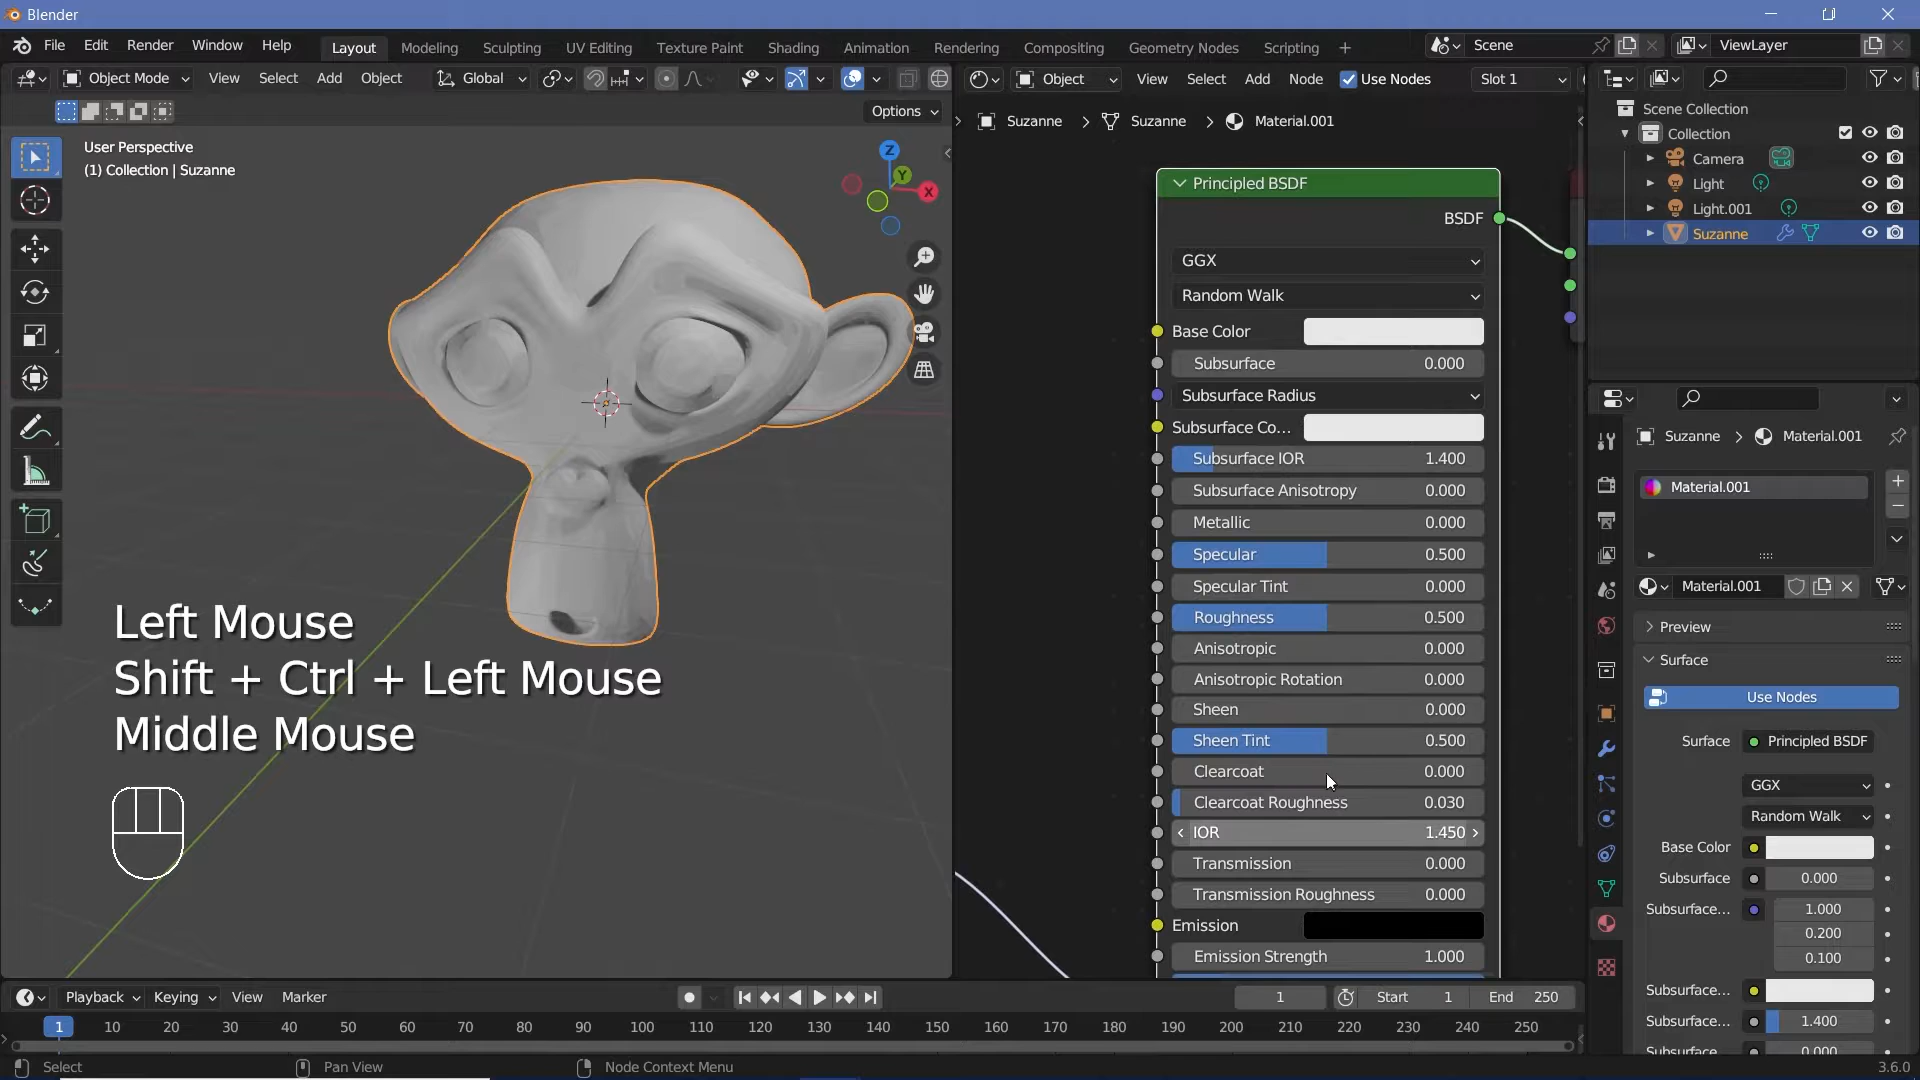 Blender
File Edit Render Window Help
Layout Modeling Sculpting UV Editing Texture Paint Shading Animation Rendering Compositing Geometry Nodes Scripting +
Scene
ViewLayer
Object Mode View Select Add Object Global
Object View Select Add Node Use Nodes Slot 1
Options
User Perspective
(1) Collection | Suzanne
Z
Y
X
Left Mouse
Shift + Ctrl + Left Mouse
Middle Mouse
Suzanne > Suzanne > Material.001
Principled BSDF
BSDF
GGX
Random Walk
Base Color
Subsurface 0.000
Subsurface Radius
Subsurface Co...
Subsurface IOR 1.400
Subsurface Anisotropy 0.000
Metallic 0.000
Specular 0.500
Specular Tint 0.000
Roughness 0.500
Anisotropic 0.000
Anisotropic Rotation 0.000
Sheen 0.000
Sheen Tint 0.500
Clearcoat 0.000
Clearcoat Roughness 0.030
IOR 1.450
Transmission 0.000
Transmission Roughness 0.000
Emission
Emission Strength 1.000
Scene Collection
Collection
Camera
Light
Light.001
Suzanne
Suzanne > Material.001
Material.001
Material.001
Preview
Surface
Use Nodes
Surface Principled BSDF
GGX
Random Walk
Base Color
Subsurface 0.000
Subsurface... 1.000
0.200
0.100
Subsurface...
Subsurface... 1.400
Subsurface... 0.000
Playback Keying View Marker
1 Start 1 End 250
1 10 20 30 40 50 60 70 80 90 100 110 120 130 140 150 160 170 180 190 200 210 220 230 240 250
Select Pan View Node Context Menu 3.6.0